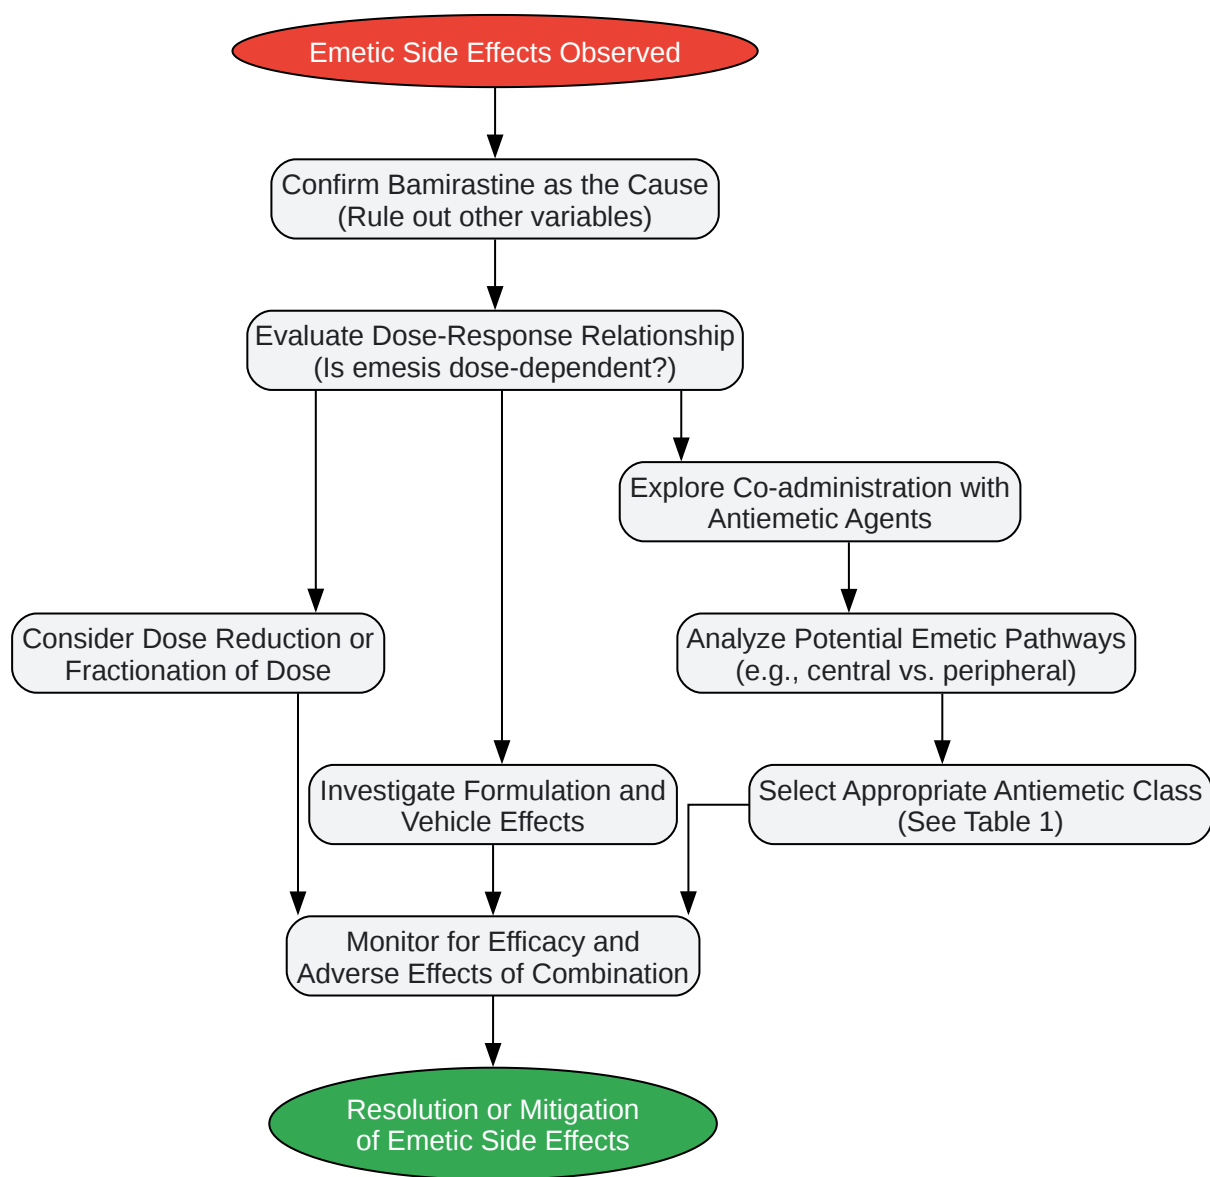 Emetic Side Effects Observed
Confirm Bamirastine as the Cause
(Rule out other variables)
Evaluate Dose-Response Relationship
(Is emesis dose-dependent?)
Explore Co-administration with
Antiemetic Agents
Consider Dose Reduction or
Fractionation of Dose
Analyze Potential Emetic Pathways
(e.g., central vs. peripheral)
Investigate Formulation and
Vehicle Effects
Select Appropriate Antiemetic Class
(See Table 1)
Monitor for Efficacy and
Adverse Effects of Combination
Resolution or Mitigation
of Emetic Side Effects